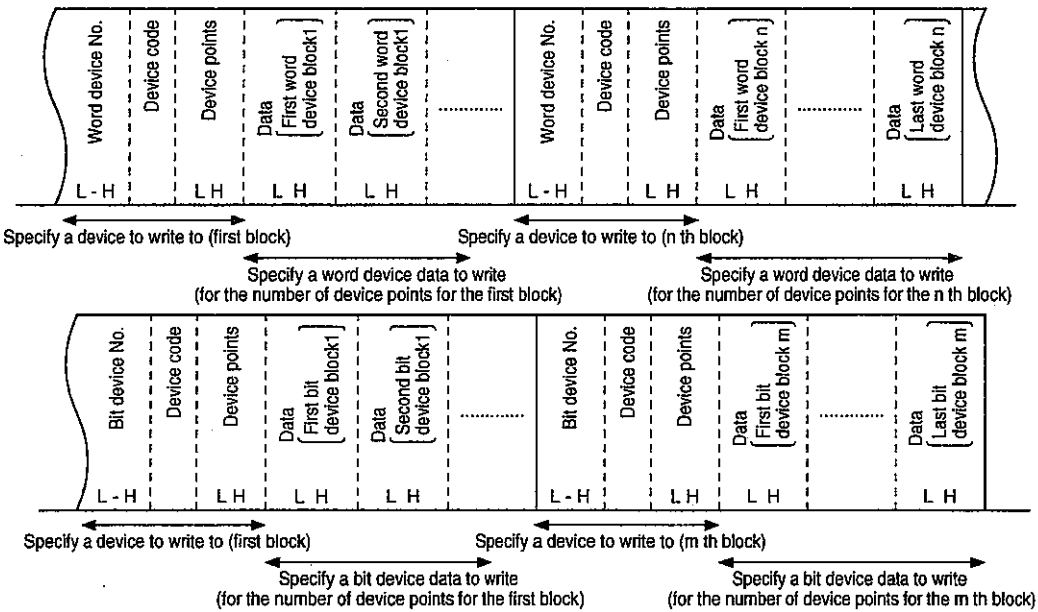 Word device No.
Device code
Device points
Data
First word
device block1
Data
Second word
device block1
Word device No.
Device code
Device points
Data
First word
device block n
Data
Last word
device block n
L - H
L H
L H
L H
L - H
L H
L H
L H
Specify a device to write to (first block)
Specify a device to write to (n th block)
Specify a word device data to write
(for the number of device points for the first block)
Specify a word device data to write
(for the number of device points for the n th block)
Bit device No.
Device code
Device points
Data
First bit
device block1
Data
Second bit
device block1
Bit device No.
Device code
Device points
Data
First bit
device block m
Data
Last bit
device block m
L - H
L H
L H
L H
L - H
L H
L H
L H
Specify a device to write to (first block)
Specify a device to write to (m th block)
Specify a bit device data to write
(for the number of device points for the first block)
Specify a bit device data to write
(for the number of device points for the m th block)